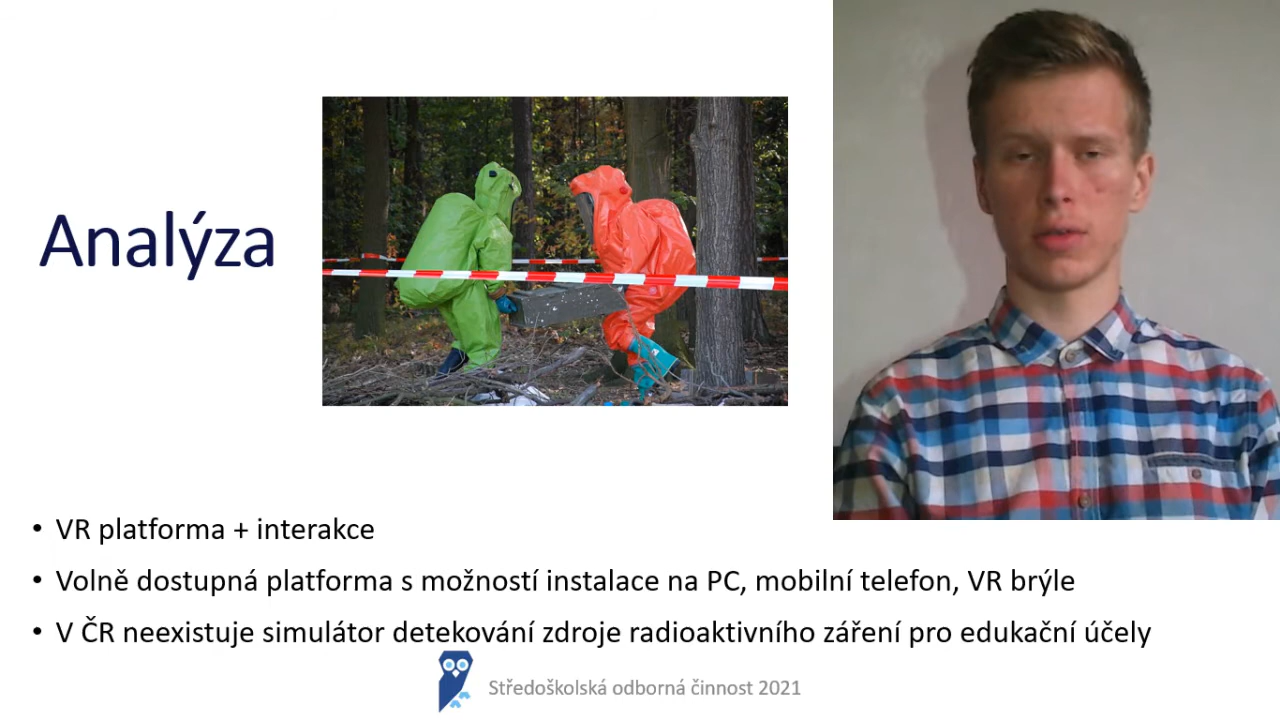 Analýza
• VR platforma + interakce
• Volně dostupná platforma s možností instalace na PC, mobilní telefon, VR brýle
• V ČR neexistuje simulátor detekování zdroje radioaktivního záření pro edukační účely
Středoškolská odborná činnost 2021